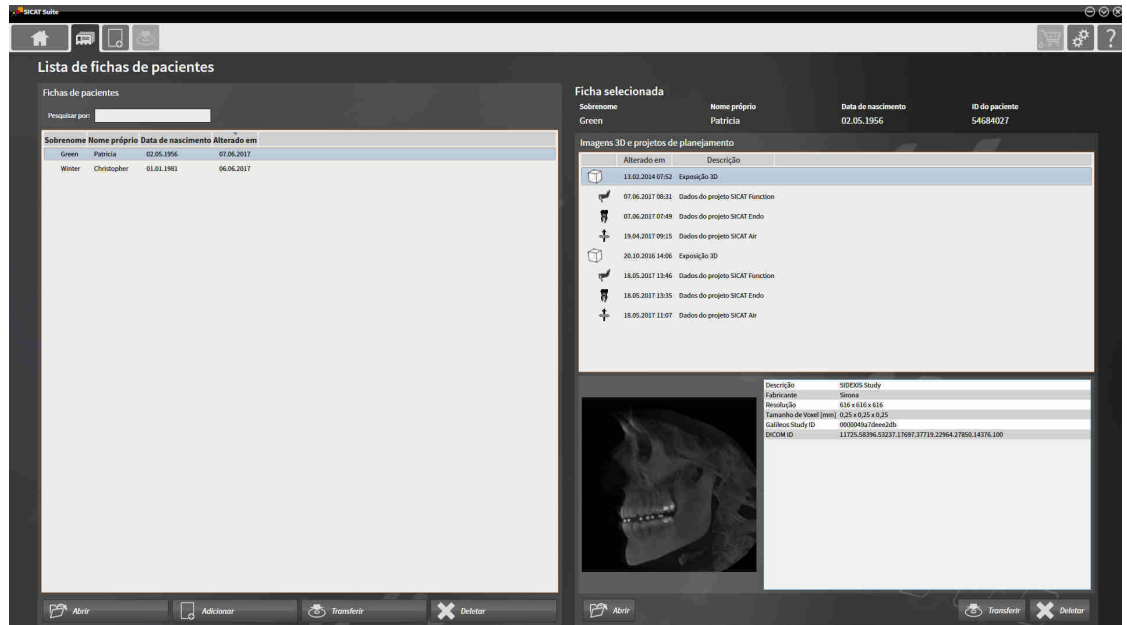 SICAT Suite
Lista de fichas de pacientes
Fichas de pacientes
Pesquisar por:
Sobrenome Nome próprio Data de nascimento Alterado em
Green Patricia 02.05.1956 07.06.2017
Winter Christopher 01.01.1981 06.06.2017
Abrir Adicionar Transferir Deletar
Ficha selecionada
Sobrenome Nome próprio Data de nascimento ID do paciente
Green Patricia 02.05.1956 54684027
Imagens 3D e projetos de planejamento
Alterado em Descrição
13.02.2014 07:52 Exposição 3D
07.06.2017 08:31 Dados do projeto SICAT Function
07.06.2017 07:49 Dados do projeto SICAT Endo
19.04.2017 09:15 Dados do projeto SICAT Air
20.10.2016 14:06 Exposição 3D
18.05.2017 13:46 Dados do projeto SICAT Function
18.05.2017 13:35 Dados do projeto SICAT Endo
18.05.2017 11:07 Dados do projeto SICAT Air
Descrição SIDEXIS Study
Fabricante Sirona
Resolução 616 x 616 x 616
Tamanho de Voxel [mm] 0,25 x 0,25 x 0,25
Galileos Study ID 0000049a7deee2db
DICOM ID 11725.58396.53237.17697.37719.22964.27850.14376.100
Abrir Transferir Deletar